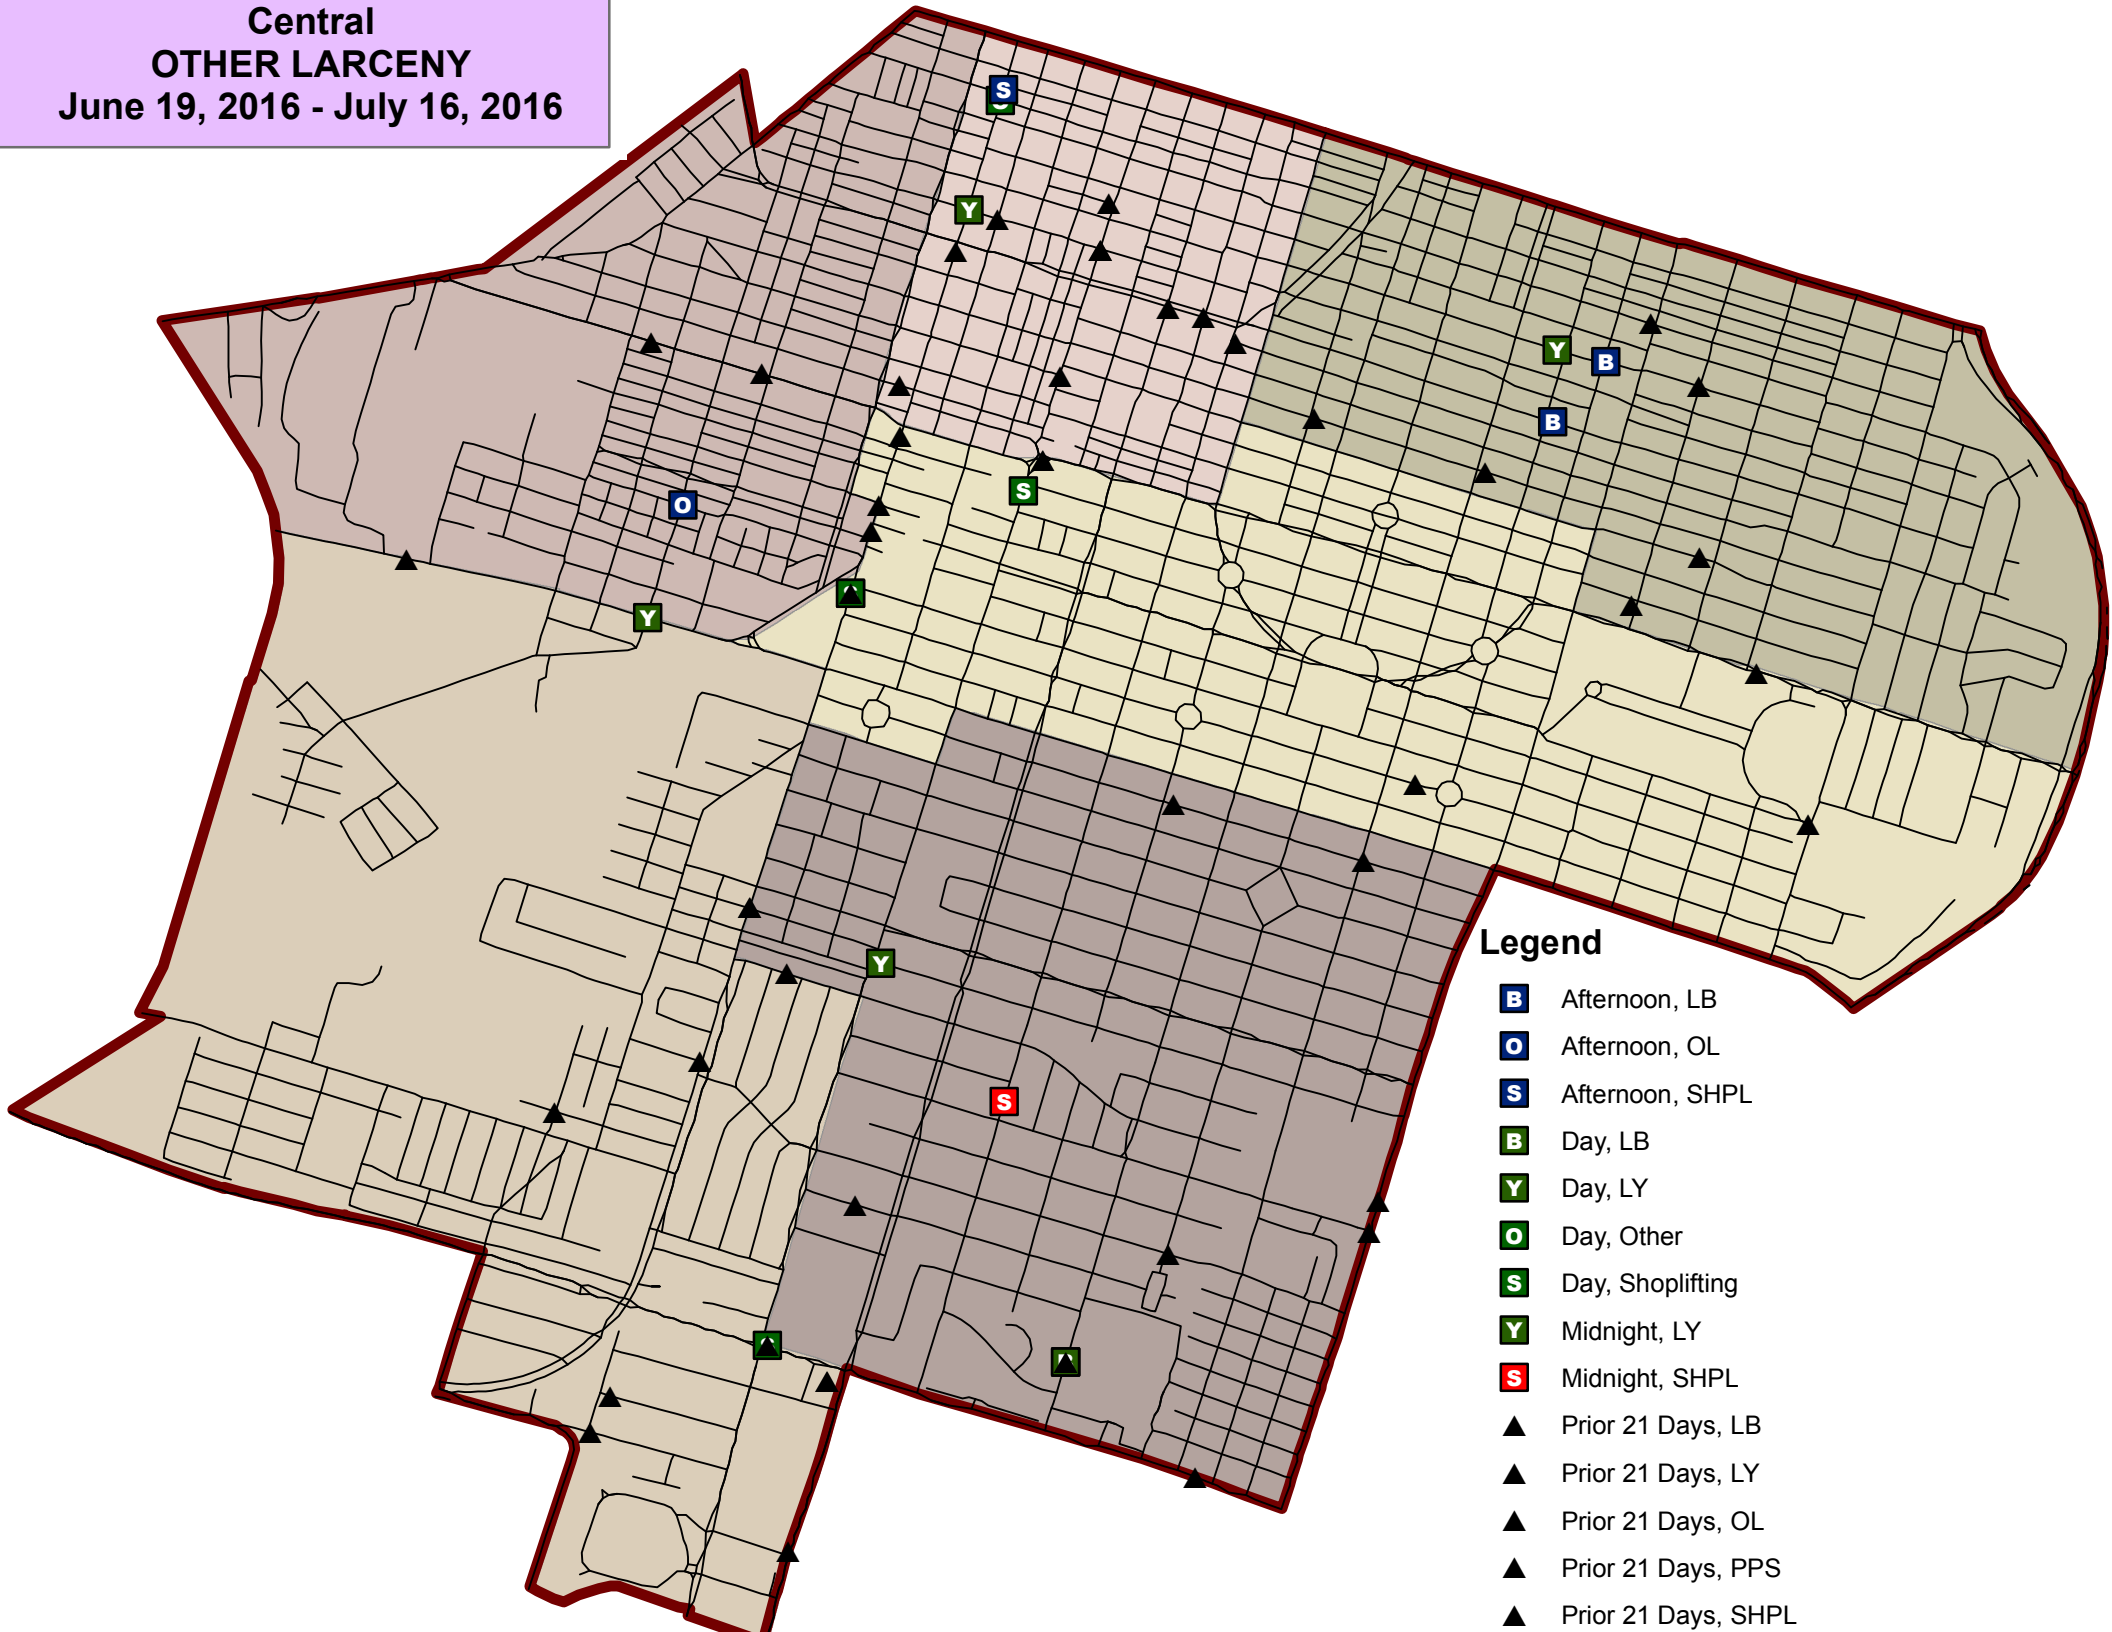 Central
OTHER LARCENY
June 19, 2016 - July 16, 2016
S
Y
Y
B
B
S
O
Y
Y
S
Legend
B Afternoon, LB
O Afternoon, OL
S Afternoon, SHPL
B Day, LB
Y Day, LY
O Day, Other
S Day, Shoplifting
Y Midnight, LY
S Midnight, SHPL
Prior 21 Days, LB
Prior 21 Days, LY
Prior 21 Days, OL
Prior 21 Days, PPS
Prior 21 Days, SHPL